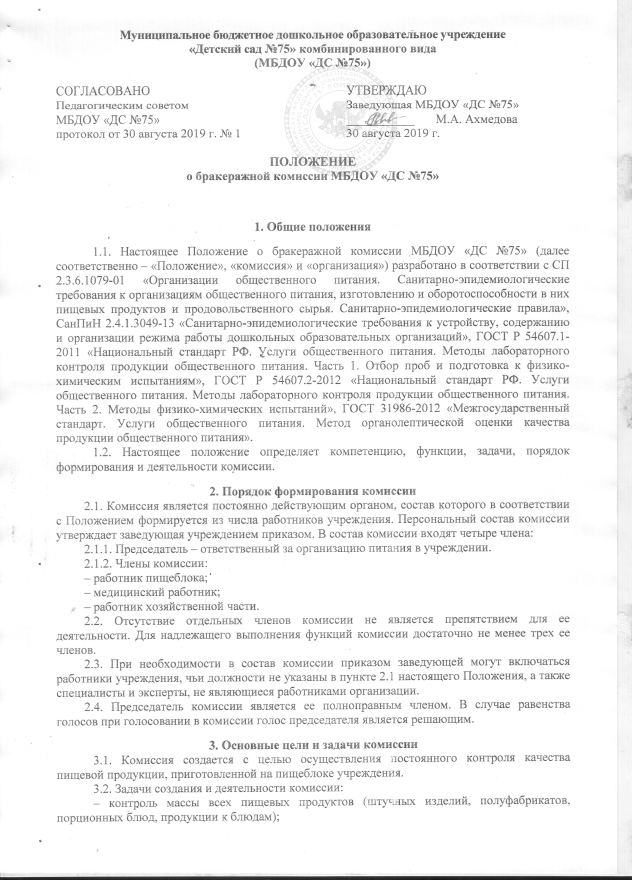 Муниципальное бюджетное дошкольное образовательное учреждение
«Детский сад №75» комбинированного вида
(МБДОУ «ДС №75»)
СОГЛАСОВАНО
Педагогическим советом
МБДОУ «ДС №75»
протокол от 30 августа 2019 г. № 1
УТВЕРЖДАЮ
Заведующая МБДОУ «ДС №75»
М.А. Ахмедова
30 августа 2019 г.
ПОЛОЖЕНИЕ
о бракеражной комиссии МБДОУ «ДС №75»
1. Общие положения
1.1. Настоящее Положение о бракеражной комиссии МБДОУ «ДС №75» (далее
соответственно – «Положение», «комиссия» и «организация») разработано в соответствии с СП
2.3.6.1079-01 «Организации общественного питания. Санитарно-эпидемиологические
требования к организациям общественного питания, изготовлению и оборотоспособности в них
пищевых продуктов и продовольственного сырья. Санитарно-эпидемиологические правила»,
СанПиН 2.4.1.3049-13 «Санитарно-эпидемиологические требования к устройству, содержанию
и организации режима работы дошкольных образовательных организаций», ГОСТ Р 54607.1-
2011 «Национальный стандарт РФ. Услуги общественного питания. Методы лабораторного
контроля продукции общественного питания. Часть 1. Отбор проб и подготовка к физико-
химическим испытаниям», ГОСТ Р 54607.2-2012 «Национальный стандарт РФ. Услуги
общественного питания. Методы лабораторного контроля продукции общественного питания.
Часть 2. Методы физико-химических испытаний», ГОСТ 31986-2012 «Межгосударственный
стандарт. Услуги общественного питания. Метод органолептической оценки качества
продукции общественного питания».
1.2. Настоящее положение определяет компетенцию, функции, задачи, порядок
формирования и деятельности комиссии.
2. Порядок формирования комиссии
2.1. Комиссия является постоянно действующим органом, состав которого в соответствии
с Положением формируется из числа работников учреждения. Персональный состав комиссии
утверждает заведующая учреждением приказом. В состав комиссии входят четыре члена:
2.1.1. Председатель – ответственный за организацию питания в учреждении.
2.1.2. Члены комиссии:
– работник пищеблока;
– медицинский работник;
– работник хозяйственной части.
2.2. Отсутствие отдельных членов комиссии не является препятствием для ее
деятельности. Для надлежащего выполнения функций комиссии достаточно не менее трех ее
членов.
2.3. При необходимости в состав комиссии приказом заведующей могут включаться
работники учреждения, чьи должности не указаны в пункте 2.1 настоящего Положения, а также
специалисты и эксперты, не являющиеся работниками организации.
2.4. Председатель комиссии является ее полноправным членом. В случае равенства
голосов при голосовании в комиссии голос председателя является решающим.
3. Основные цели и задачи комиссии
3.1. Комиссия создается с целью осуществления постоянного контроля качества
пищевой продукции, приготовленной на пищеблоке учреждения.
3.2. Задачи создания и деятельности комиссии:
– контроль массы всех пищевых продуктов (штучных изделий, полуфабрикатов,
порционных блюд, продукции к блюдам);